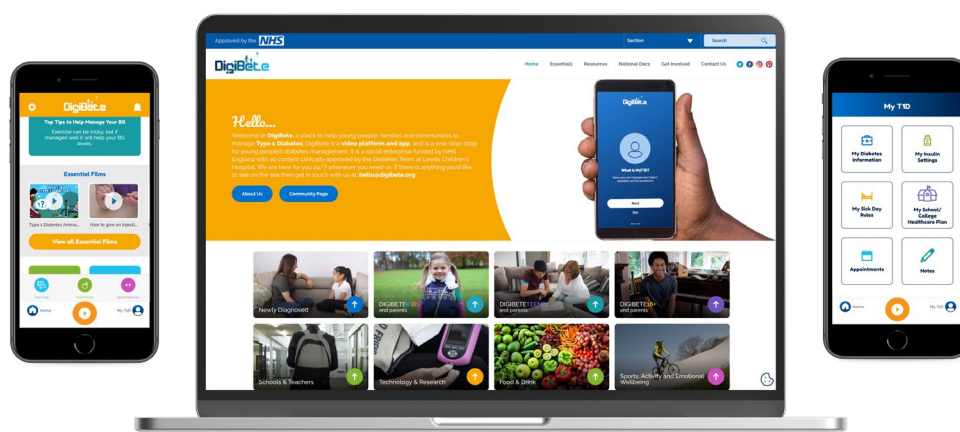 DigiBete
Top Tips to Help Manage Your BG
Exercise can be tricky, but if
managed well it will help your BG
levels.
Essential Films
Type 1 Diabetes Anima...
How to give an Injecti...
View all Essential Films
Home
My T1D
Approved by the NHS
Section
Search
DigiBete
Home
Essentials
Resources
National Docs
Get Involved
Contact Us
Hello...
Welcome to DigiBete, a place to help young people, families and communities to
manage Type 1 Diabetes. DigiBete is a video platform and app, and is a one-stop-shop
for young people's diabetes management. It is a social enterprise funded by NHS
England with all content clinically approved by the Diabetes Team at Leeds Children's
Hospital. We are here for you 24/7 whenever you need us. If there is anything you'd like
to see on the site then get in touch with us at: hello@digibete.org
About Us
Community Page
DigiBete
What is MyT1D?
Next
Newly Diagnosed
DIGIBETEKIDS
and parents
DIGIBETETEENS
and parents
DIGIBETE16+
and parents
Schools & Teachers
Technology & Research
Food & Drink
Sports, Activity and Emotional
Wellbeing
My T1D
My Diabetes
Information
My Insulin
Settings
My Sick Day
Rules
My School/
College
Healthcare Plan
Appointments
Notes
Home
My T1D